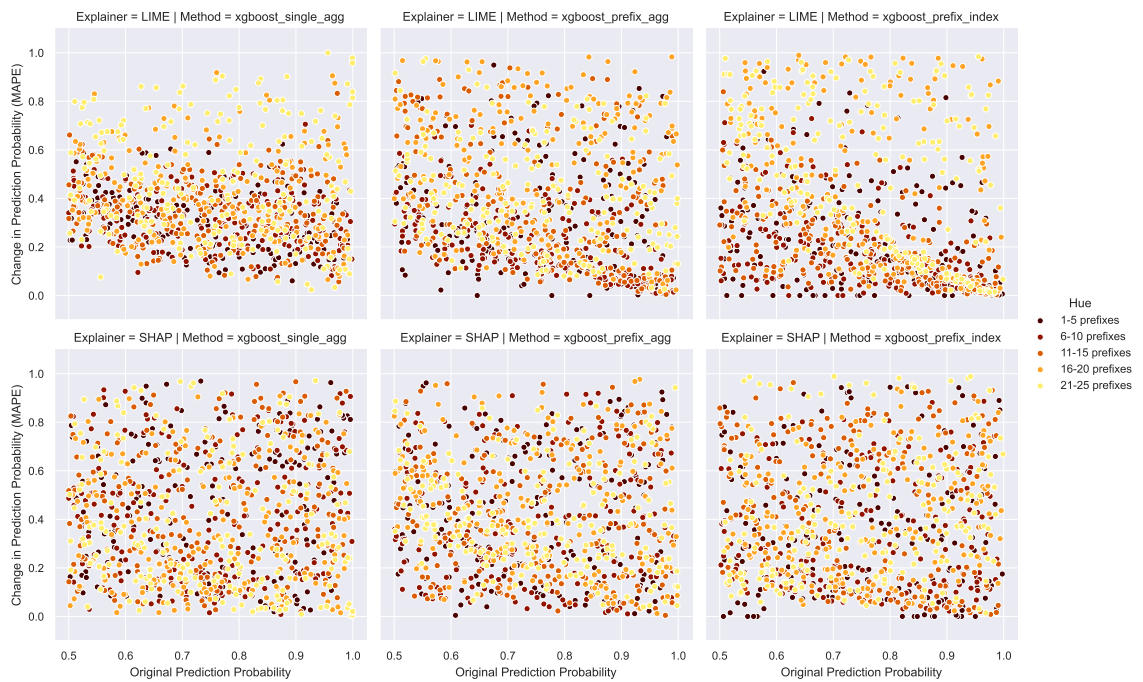 Explainer = LIME | Method = xgboost_single_agg
Explainer = LIME | Method = xgboost_prefix_agg
Explainer = LIME | Method = xgboost_prefix_index
Change in Prediction Probability (MAPE)
1.0
0.8
0.6
0.4
0.2
0.0
Explainer = SHAP | Method = xgboost_single_agg
Explainer = SHAP | Method = xgboost_prefix_agg
Explainer = SHAP | Method = xgboost_prefix_index
Change in Prediction Probability (MAPE)
1.0
0.8
0.6
0.4
0.2
0.0
0.5 0.6 0.7 0.8 0.9 1.0
0.5 0.6 0.7 0.8 0.9 1.0
0.5 0.6 0.7 0.8 0.9 1.0
Original Prediction Probability
Original Prediction Probability
Original Prediction Probability
Hue
1-5 prefixes
6-10 prefixes
11-15 prefixes
16-20 prefixes
21-25 prefixes